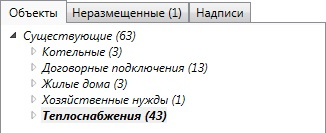 Объекты Неразмещенные (1) Надписи
Существующие (63)
Котельные (3)
Договорные подключения (13)
Жилые дома (3)
Хозяйственные нужды (1)
Теплоснабжения (43)